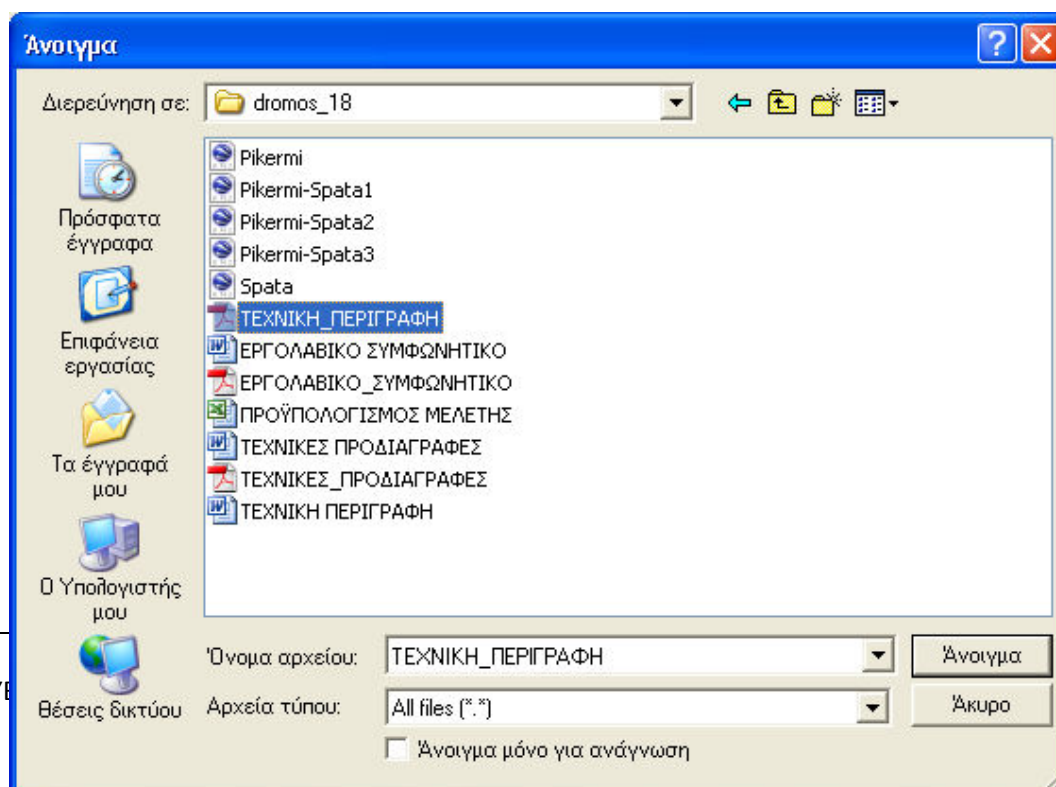 Άνοιγμα
Διερεύνηση σε:
dromos_18
Πρόσφατα
έγγραφα
Επιφάνεια
εργασίας
Τα έγγραφά
μου
Ο Υπολογιστής
μου
Θέσεις δικτύου
Pikermi
Pikermi-Spata1
Pikermi-Spata2
Pikermi-Spata3
Spata
ΤΕΧΝΙΚΗ_ΠΕΡΙΓΡΑΦΗ
ΕΡΓΟΛΑΒΙΚΟ ΣΥΜΦΩΝΗΤΙΚΟ
ΕΡΓΟΛΑΒΙΚΟ_ΣΥΜΦΩΝΗΤΙΚΟ
ΠΡΟΫΠΟΛΟΓΙΣΜΟΣ ΜΕΛΕΤΗΣ
ΤΕΧΝΙΚΕΣ ΠΡΟΔΙΑΓΡΑΦΕΣ
ΤΕΧΝΙΚΕΣ_ΠΡΟΔΙΑΓΡΑΦΕΣ
ΤΕΧΝΙΚΗ ΠΕΡΙΓΡΑΦΗ
Όνομα αρχείου:
ΤΕΧΝΙΚΗ_ΠΕΡΙΓΡΑΦΗ
Άνοιγμα
Αρχεία τύπου:
All files (*.*)
Άκυρο
Άνοιγμα μόνο για ανάγνωση